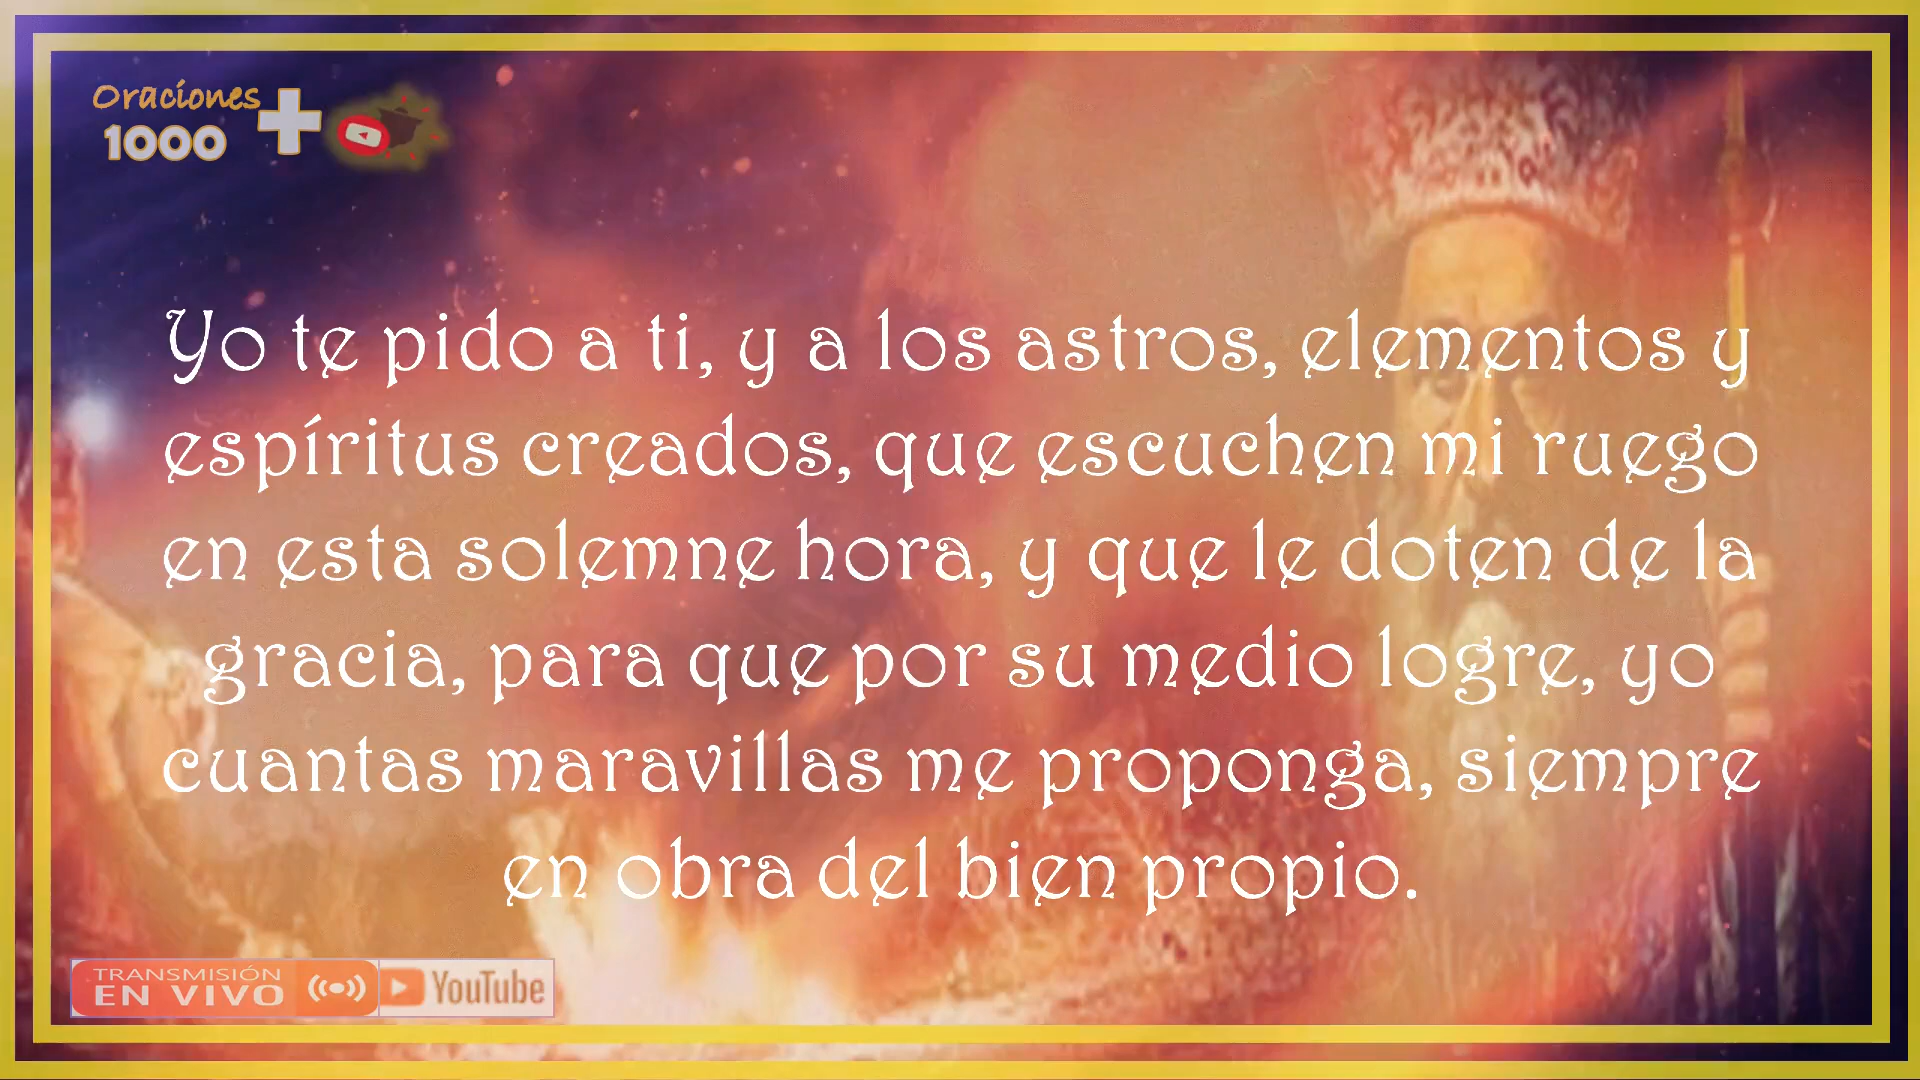 Oraciones
1000
Yo te pido a ti, y a los astros, elementos y
espíritus creados, que escuchen mi ruego
en esta solemne hora, y que le doten de la
gracia, para que por su medio logre, yo
cuantas maravillas me proponga, siempre
en obra del bien propio.
TRANSMISIÓN
EN VIVO
YouTube